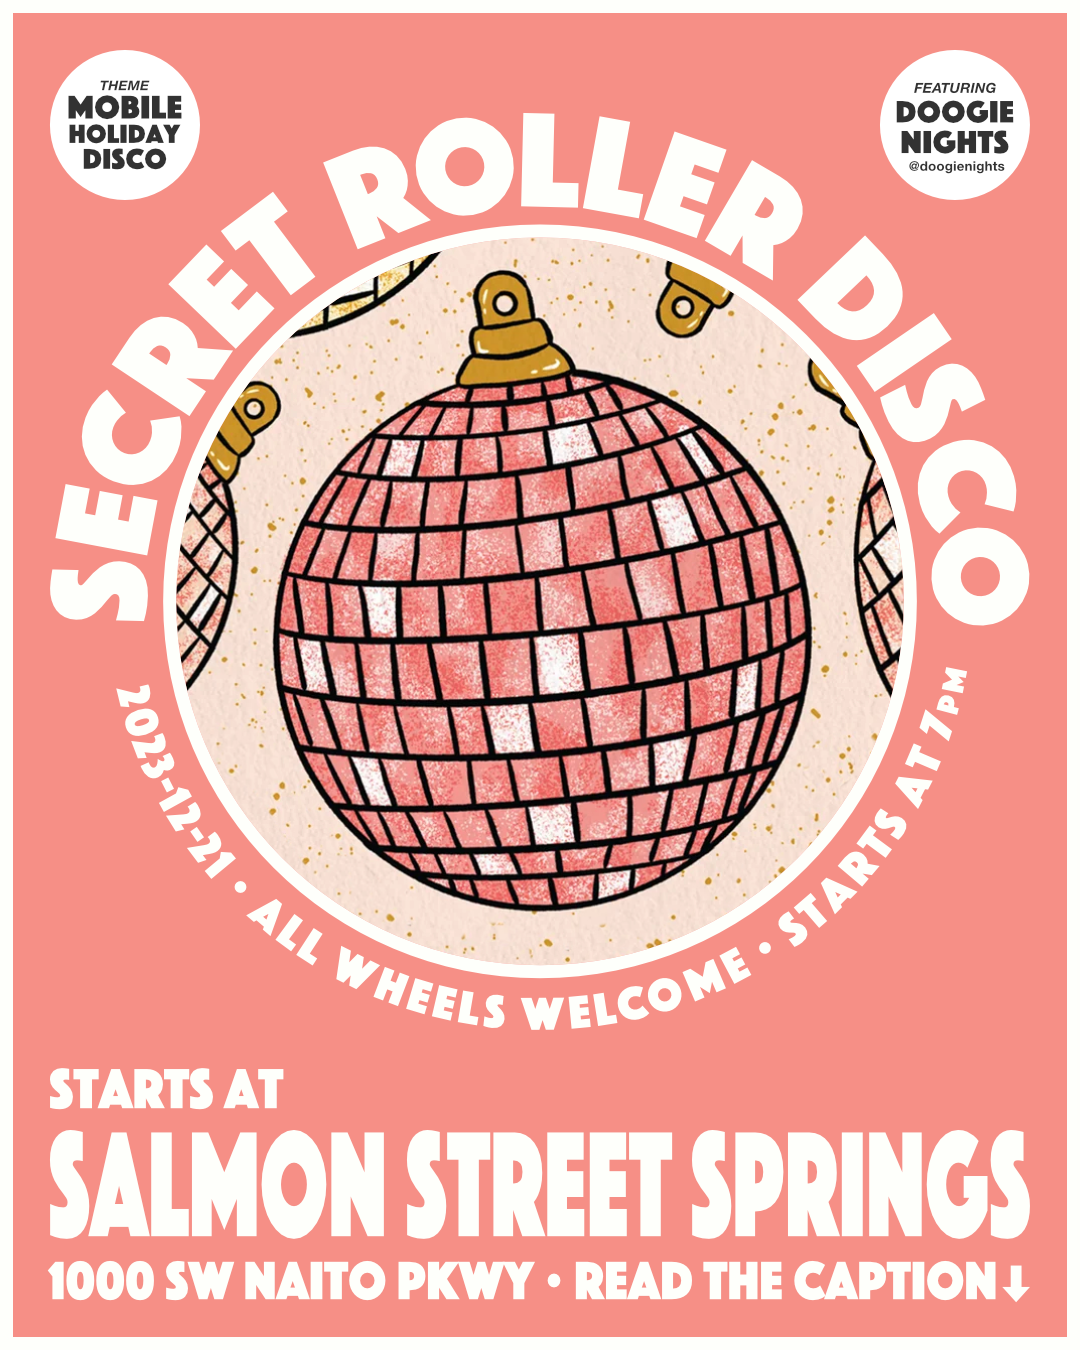 THEME
MOBILE
HOLIDAY
DISCO
FEATURING
DOOGIE
NIGHTS
@doogienights
SECRET ROLLER DISCO
2023-12-21 • ALL WHEELS WELCOME • STARTS AT 7PM
STARTS AT
SALMON STREET SPRINGS
1000 SW NAITO PKWY • READ THE CAPTION↓